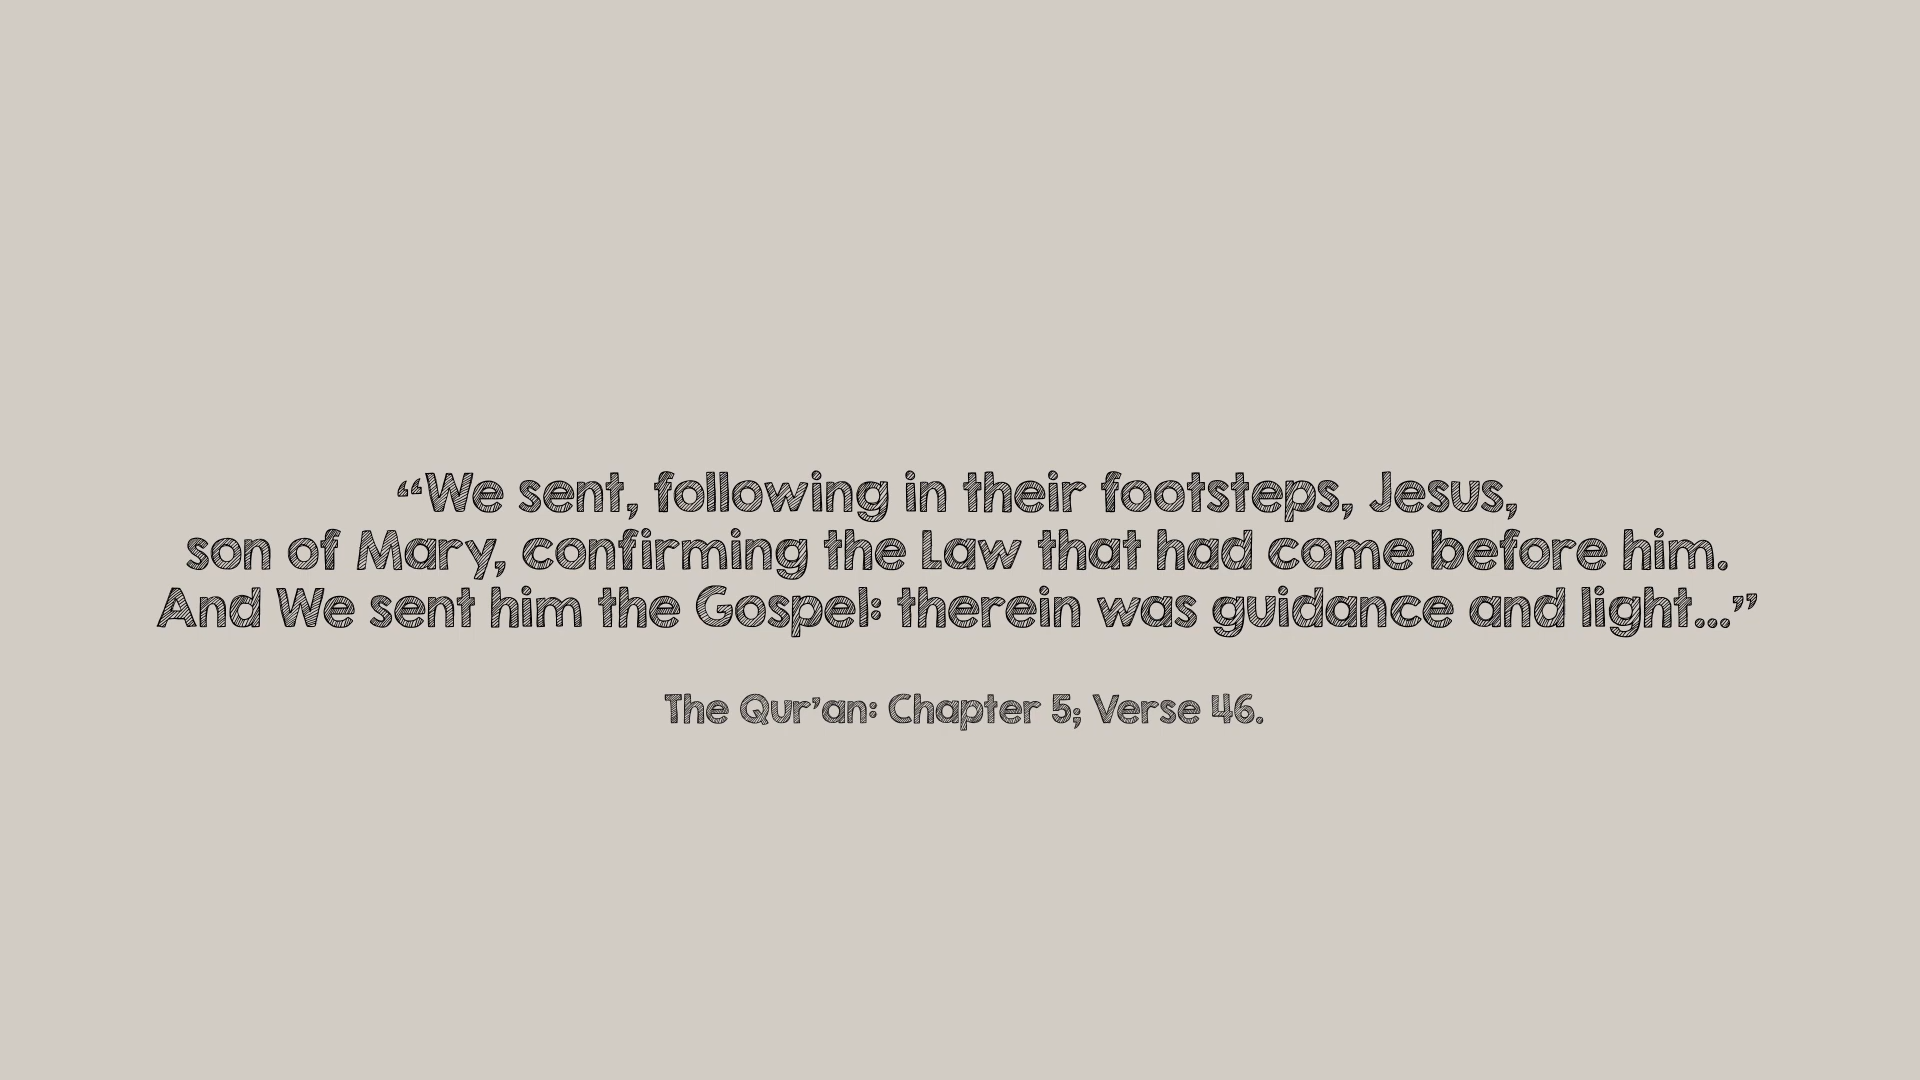 “We sent, following in their footsteps, Jesus,
son of Mary, confirming the Law that had come before him.
And We sent him the Gospel: therein was guidance and light...”
The Qur’an: Chapter 5; Verse 46.